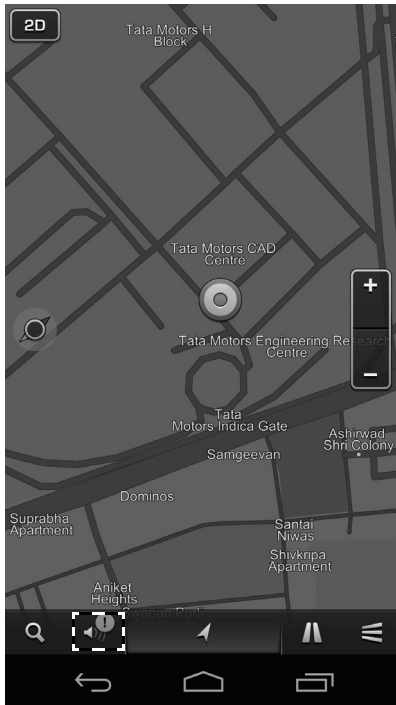 2D
Tata Motors H
Block
Tata Motors CAD
Centre
+
Tata Motors Engineering Research
Centre
−
Tata
Motors Indica Gate
Ashirwad
Shri Colony
Samgeevan
Dominos
Suprabha
Apartment
Santai
Niwas
Shivkripa
Apartment
Aniket
Heights
!